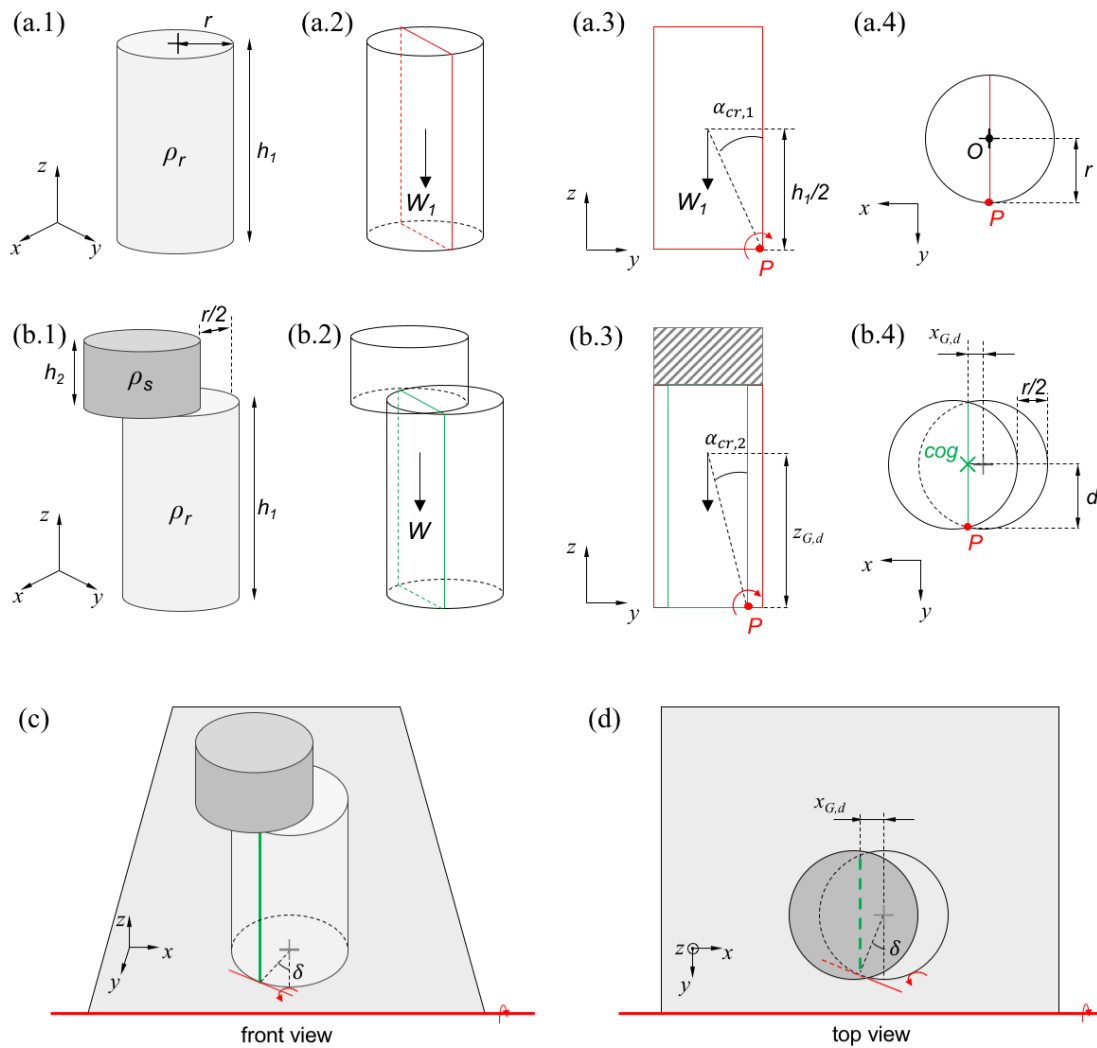 (a.1)
r
ρr
h1
z
x
y
(a.2)
W1
(a.3)
αcr,1
W1
h1/2
z
y
P
(a.4)
O
r
x
P
y
(b.1)
r/2
h2
ρs
ρr
h1
z
x
y
(b.2)
W
(b.3)
αcr,2
zG,d
z
y
P
(b.4)
xG,d
r/2
cog
d
P
x
y
(c)
z
x
y
δ
front view
(d)
xG,d
z
x
y
δ
top view